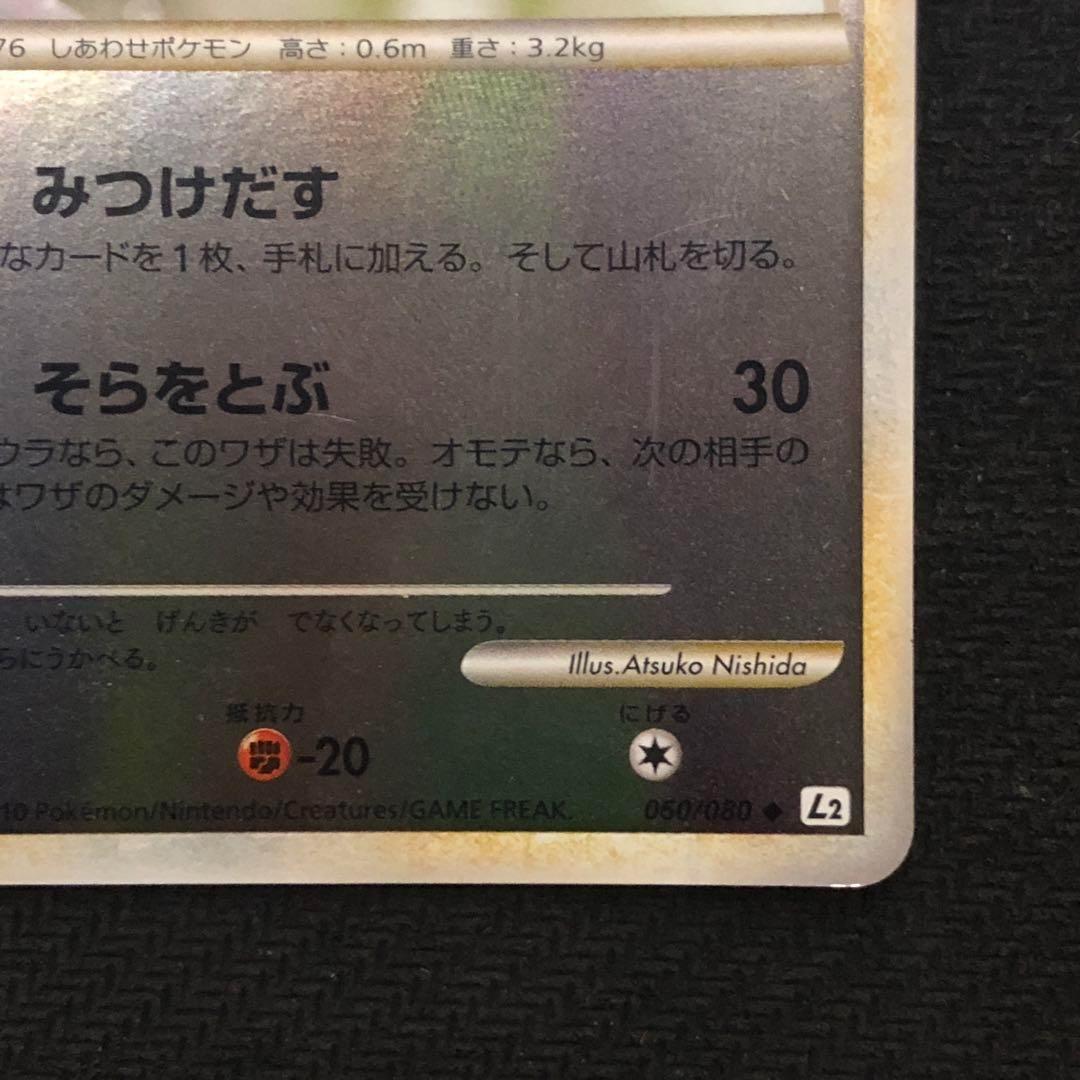 76 しあわせポケモン 高さ：0.6m 重さ：3.2kg
みつけだす
なカードを1枚、手札に加える。そして山札を切る。
そらをとぶ 30
ウラなら、このワザは失敗。オモテなら、次の相手の
はワザのダメージや効果を受けない。
いないと げんきが でなくなってしまう。
らにうかべる。
Illus.Atsuko Nishida
抵抗力 にげる
-20
10 Pokémon/Nintendo/Creatures/GAME FREAK. 060/080 ◆ L2